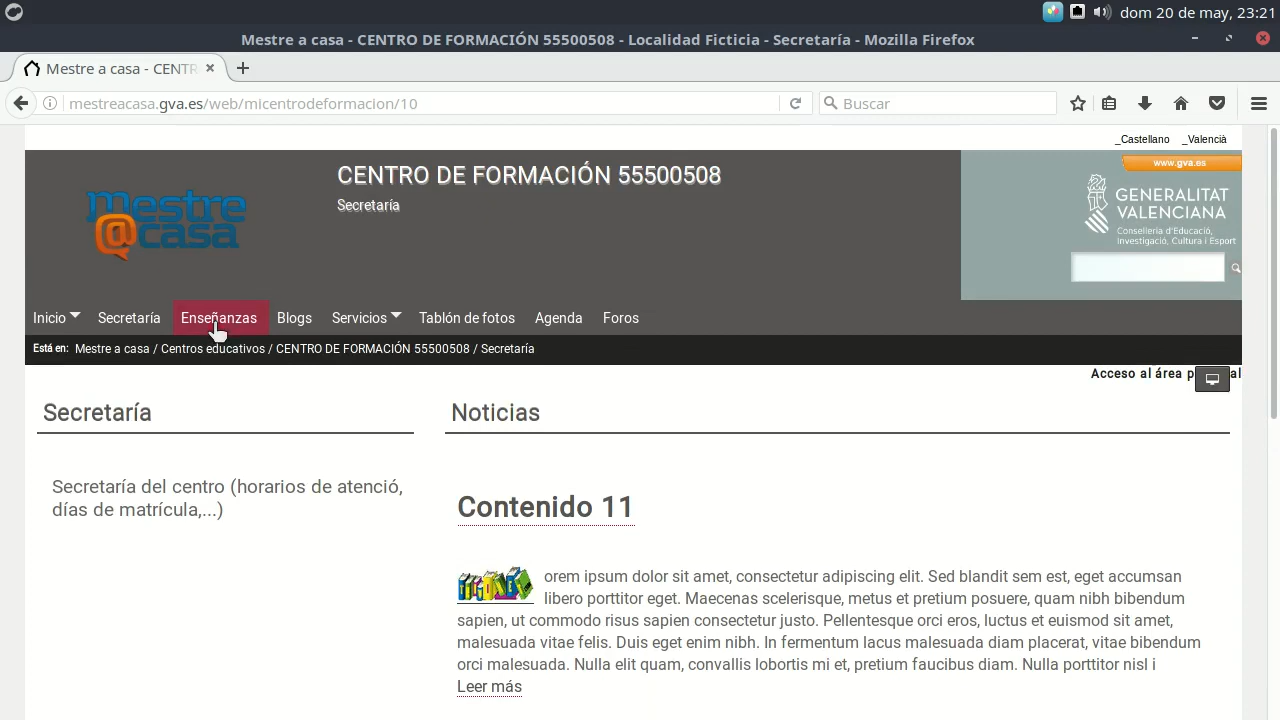 dom 20 de may, 23:21
Mestre a casa - CENTRO DE FORMACIÓN 55500508 - Localidad Ficticia - Secretaría - Mozilla Firefox
Mestre a casa - CENTR
mestreacasa.gva.es/web/micentrodeformacion/10
Buscar
_Castellano _Valencià
www.gva.es
mestre
@casa
CENTRO DE FORMACIÓN 55500508
Secretaría
GENERALITAT
VALENCIANA
Conselleria d'Educació,
Investigació, Cultura i Esport
Inicio Secretaría Enseñanzas Blogs Servicios Tablón de fotos Agenda Foros
Está en: Mestre a casa / Centros educativos / CENTRO DE FORMACIÓN 55500508 / Secretaría
Acceso al área p al
Secretaría
Noticias
Secretaría del centro (horarios de atenció,
días de matrícula,...)
Contenido 11
orem ipsum dolor sit amet, consectetur adipiscing elit. Sed blandit sem est, eget accumsan
libero porttitor eget. Maecenas scelerisque, metus et pretium posuere, quam nibh bibendum
sapien, ut commodo risus sapien consectetur justo. Pellentesque orci eros, luctus et euismod sit amet,
malesuada vitae felis. Duis eget enim nibh. In fermentum lacus malesuada diam placerat, vitae bibendum
orci malesuada. Nulla elit quam, convallis lobortis mi et, pretium faucibus diam. Nulla porttitor nisl i
Leer más